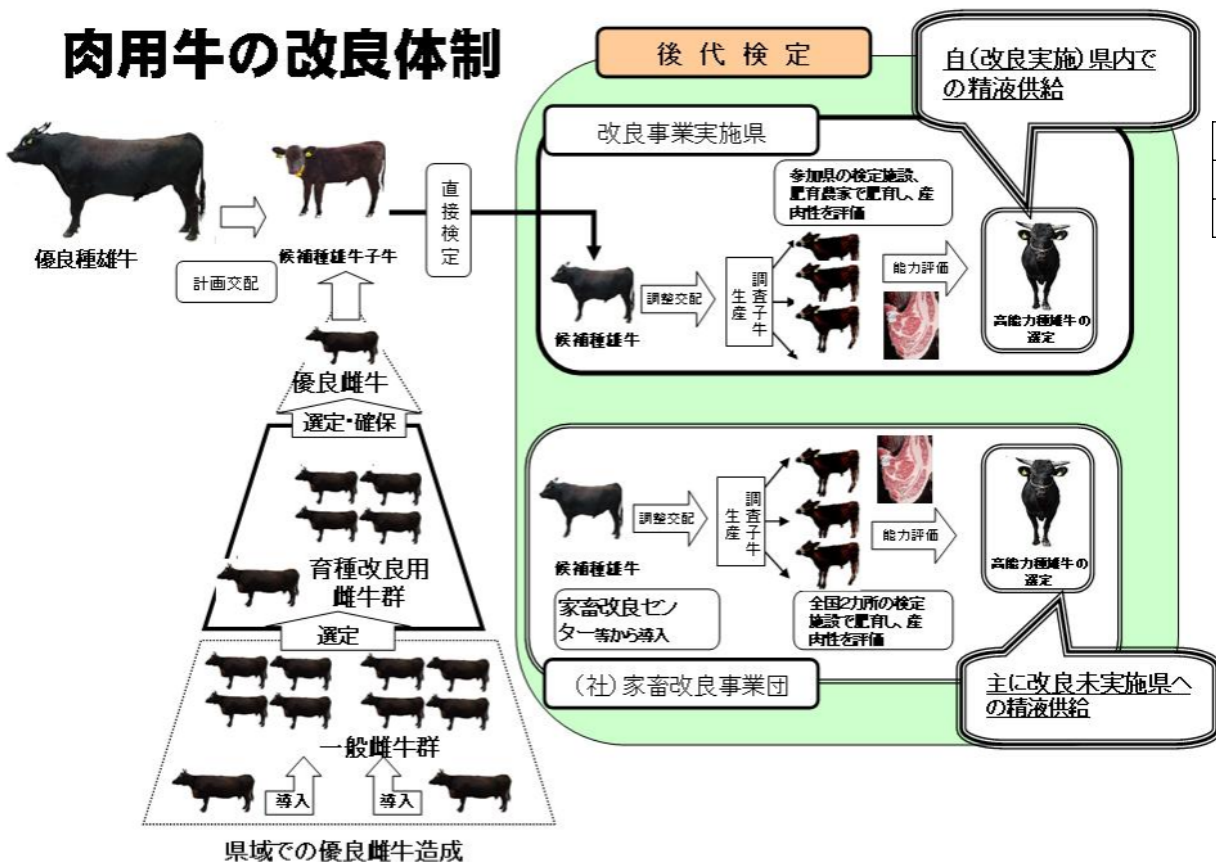 肉用牛の改良体制
後代検定
自(改良実施)県内で
の精液供給
改良事業実施県
参加県の検定施設、
肥育農家で肥育し、産
肉性を評価
直接検定
優良種雄牛
計画交配
候補種雄牛子牛
候補種雄牛
調整交配
調査子牛
生産
能力評価
高能力種雄牛の
選定
優良雌牛
選定・確保
育種改良用
雌牛群
選定
一般雌牛群
導入
導入
県域での優良雌牛造成
候補種雄牛
調整交配
調査子牛
生産
能力評価
高能力種雄牛の
選定
家畜改良セン
ター等から導入
全国2カ所の検定
施設で肥育し、産
肉性を評価
(社)家畜改良事業団
主に改良未実施県へ
の精液供給